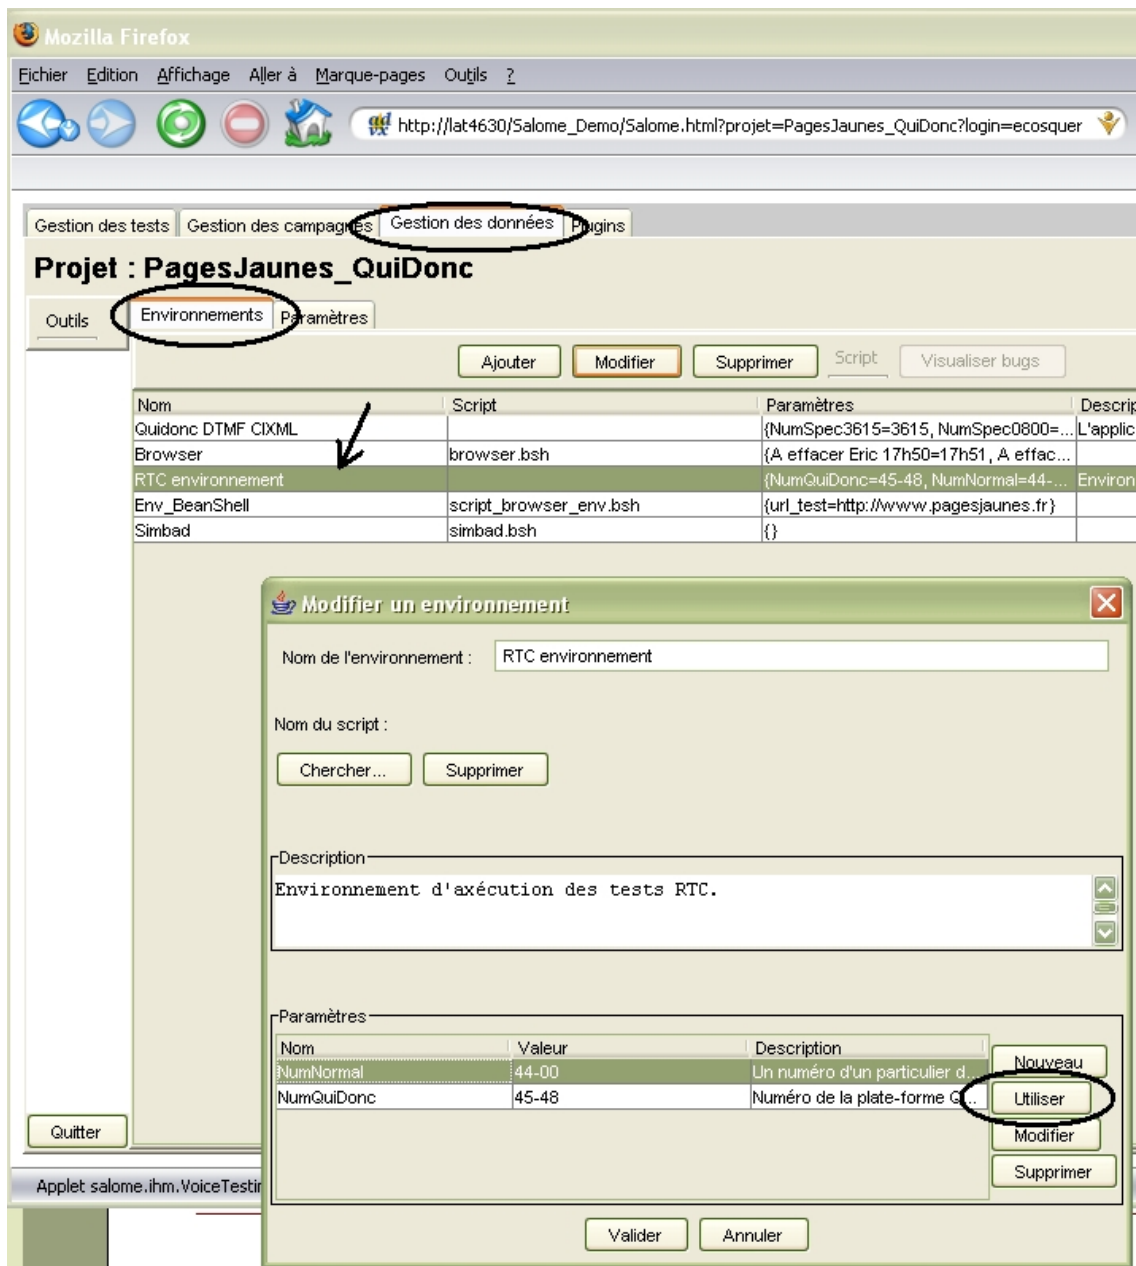 Mozilla Firefox
Fichier Edition Affichage Aller à Marque-pages Outils ?
http://lat4630/Salome_Demo/Salome.html?projet=PagesJaunes_QuiDonc?login=ecosquer
Gestion des tests Gestion des campagnes Gestion des données Plugins
Projet : PagesJaunes_QuiDonc
Outils Environnements Paramètres
Ajouter Modifier Supprimer Script Visualiser bugs
Nom Script Paramètres Descrip
Quidonc DTMF CIXML {NumSpec3615=3615, NumSpec0800=... L'applic
Browser browser.bsh {A effacer Eric 17h50=17h51, A effac...
RTC environnement {NumQuiDonc=45-48, NumNormal=44-... Environ
Env_BeanShell script_browser_env.bsh {url_test=http://www.pagesjaunes.fr}
Simbad simbad.bsh {}
Modifier un environnement
Nom de l'environnement : RTC environnement
Nom du script :
Chercher... Supprimer
Description
Environnement d'axécution des tests RTC.
Paramètres
Nom Valeur Description
NumNormal 44-00 Un numéro d'un particulier d...
NumQuiDonc 45-48 Numéro de la plate-forme Q...
Nouveau
Utiliser
Modifier
Supprimer
Quitter
Applet salome.ihm.VoiceTestin
Valider Annuler